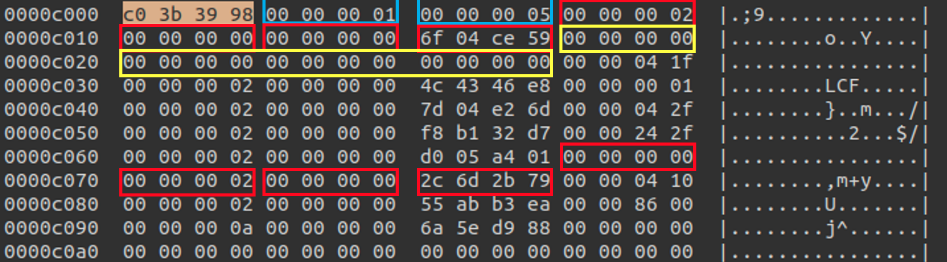 0000c000 c0 3b 39 98 00 00 00 01 00 00 00 05 00 00 00 02 |.;9.............|
0000c010 00 00 00 00 00 00 00 00 6f 04 ce 59 00 00 00 00 |........o..Y....|
0000c020 00 00 00 00 00 00 00 00 00 00 00 00 00 00 04 1f |................|
0000c030 00 00 00 02 00 00 00 00 4c 43 46 e8 00 00 00 01 |........LCF.....|
0000c040 00 00 00 02 00 00 00 00 7d 04 e2 6d 00 00 04 2f |........}..m.../|
0000c050 00 00 00 02 00 00 00 00 f8 b1 32 d7 00 00 24 2f |..........2...$/|
0000c060 00 00 00 02 00 00 00 00 d0 05 a4 01 00 00 00 00 |................|
0000c070 00 00 00 02 00 00 00 00 2c 6d 2b 79 00 00 04 10 |........,m+y....|
0000c080 00 00 00 02 00 00 00 00 55 ab b3 ea 00 00 86 00 |........U.......|
0000c090 00 00 00 0a 00 00 00 00 6a 5e d9 88 00 00 00 00 |........j^......|
0000c0a0 00 00 00 00 00 00 00 00 00 00 00 00 00 00 00 00 |................|